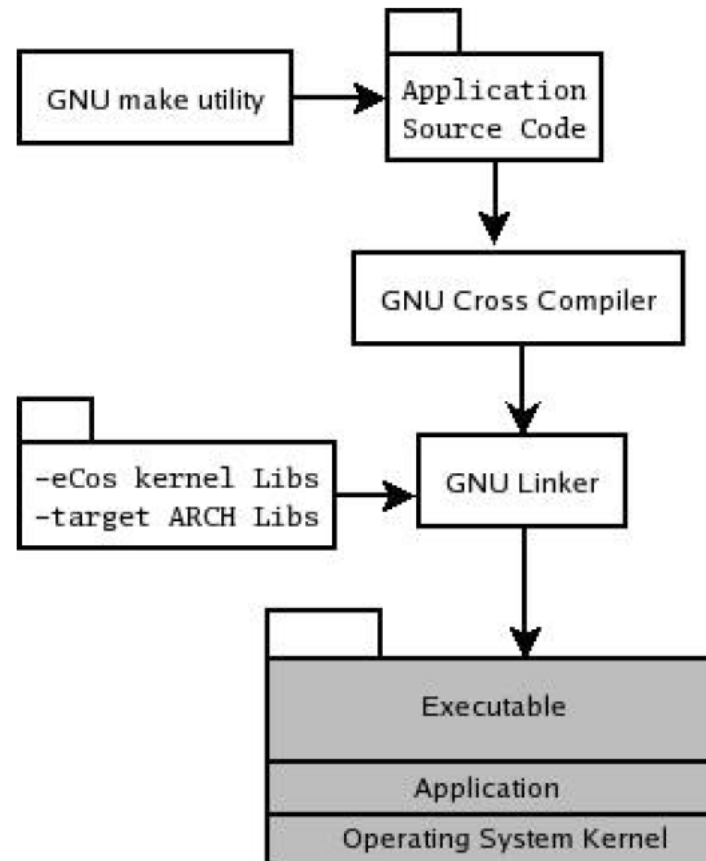 GNU make utility
Application
Source Code
GNU Cross Compiler
-eCos kernel Libs
-target ARCH Libs
GNU Linker
Executable
Application
Operating System Kernel